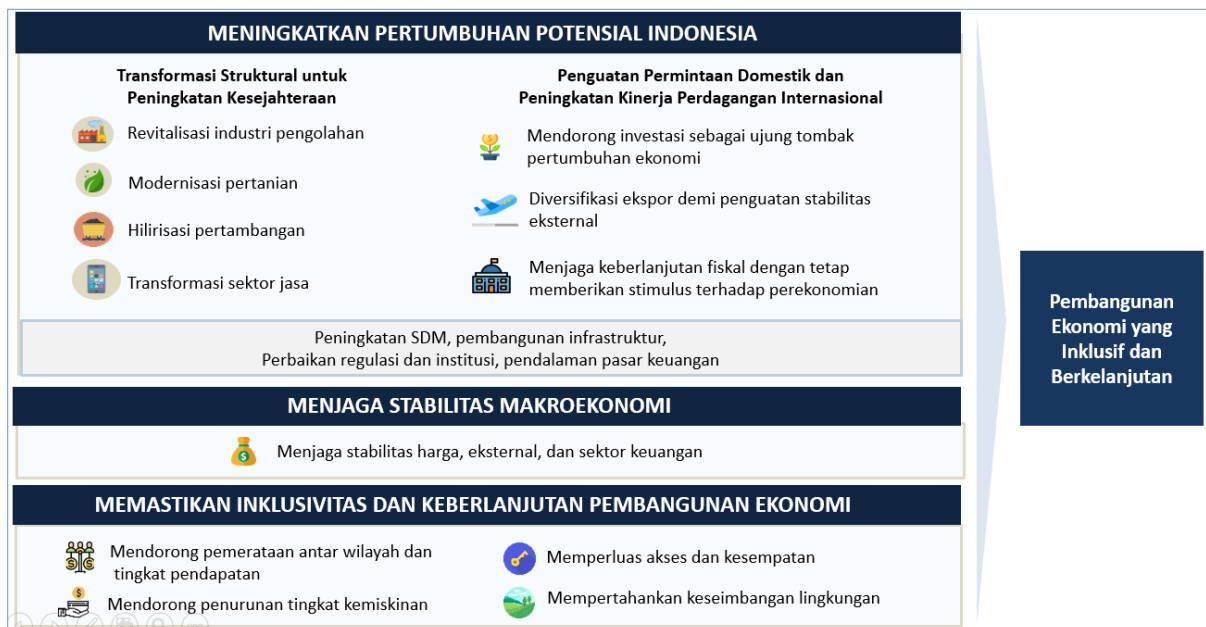 MENINGKATKAN PERTUMBUHAN POTENSIAL INDONESIA
Transformasi Struktural untuk
Peningkatan Kesejahteraan
Revitalisasi industri pengolahan
Modernisasi pertanian
Hilirisasi pertambangan
Transformasi sektor jasa
Penguatan Permintaan Domestik dan
Peningkatan Kinerja Perdagangan Internasional
Mendorong investasi sebagai ujung tombak
pertumbuhan ekonomi
Diversifikasi ekspor demi penguatan stabilitas
eksternal
Menjaga keberlanjutan fiskal dengan tetap
memberikan stimulus terhadap perekonomian
Peningkatan SDM, pembangunan infrastruktur,
Perbaikan regulasi dan institusi, pendalaman pasar keuangan
MENJAGA STABILITAS MAKROEKONOMI
Menjaga stabilitas harga, eksternal, dan sektor keuangan
MEMASTIKAN INKLUSIVITAS DAN KEBERLANJUTAN PEMBANGUNAN EKONOMI
Mendorong pemerataan antar wilayah dan
tingkat pendapatan
Mendorong penurunan tingkat kemiskinan
Memperluas akses dan kesempatan
Mempertahankan keseimbangan lingkungan
Pembangunan
Ekonomi yang
Inklusif dan
Berkelanjutan